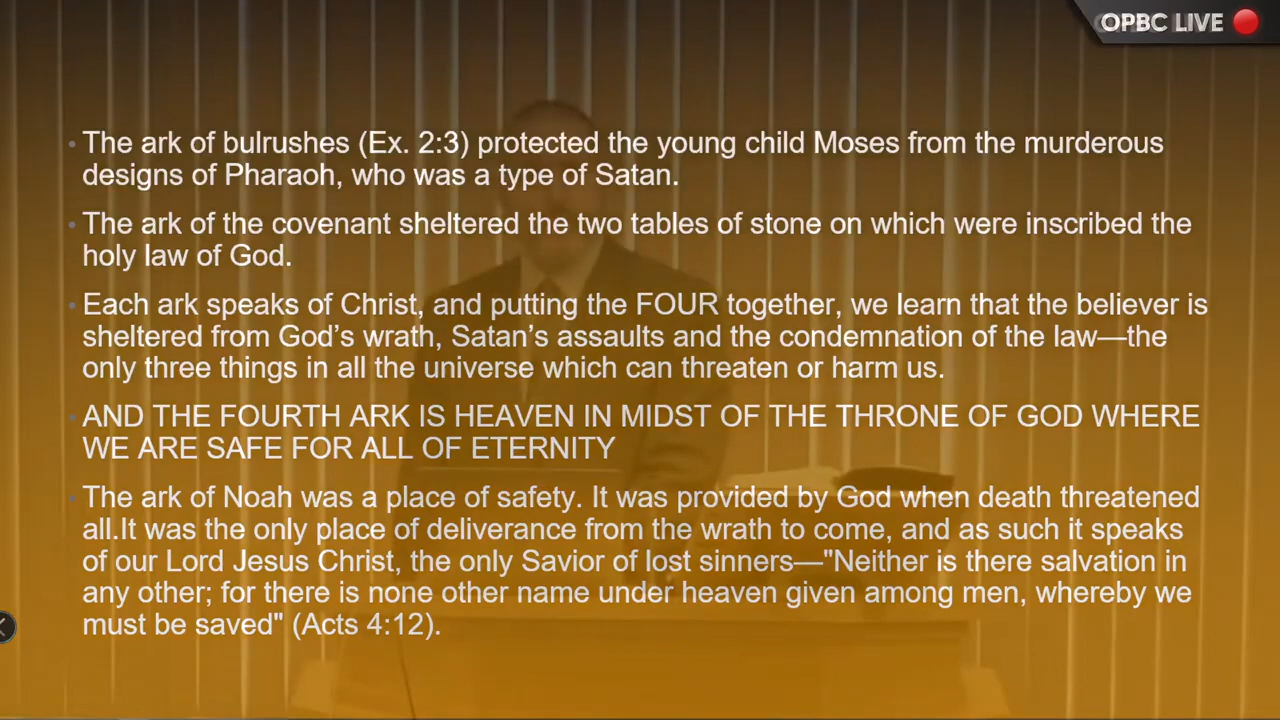 OPBC LIVE
The ark of bulrushes (Ex. 2:3) protected the young child Moses from the murderous
designs of Pharaoh, who was a type of Satan.
The ark of the covenant sheltered the two tables of stone on which were inscribed the
holy law of God.
Each ark speaks of Christ, and putting the FOUR together, we learn that the believer is
sheltered from God's wrath, Satan's assaults and the condemnation of the law—the
only three things in all the universe which can threaten or harm us.
AND THE FOURTH ARK IS HEAVEN IN MIDST OF THE THRONE OF GOD WHERE
WE ARE SAFE FOR ALL OF ETERNITY
The ark of Noah was a place of safety. It was provided by God when death threatened
all.It was the only place of deliverance from the wrath to come, and as such it speaks
of our Lord Jesus Christ, the only Savior of lost sinners—"Neither is there salvation in
any other; for there is none other name under heaven given among men, whereby we
must be saved" (Acts 4:12).